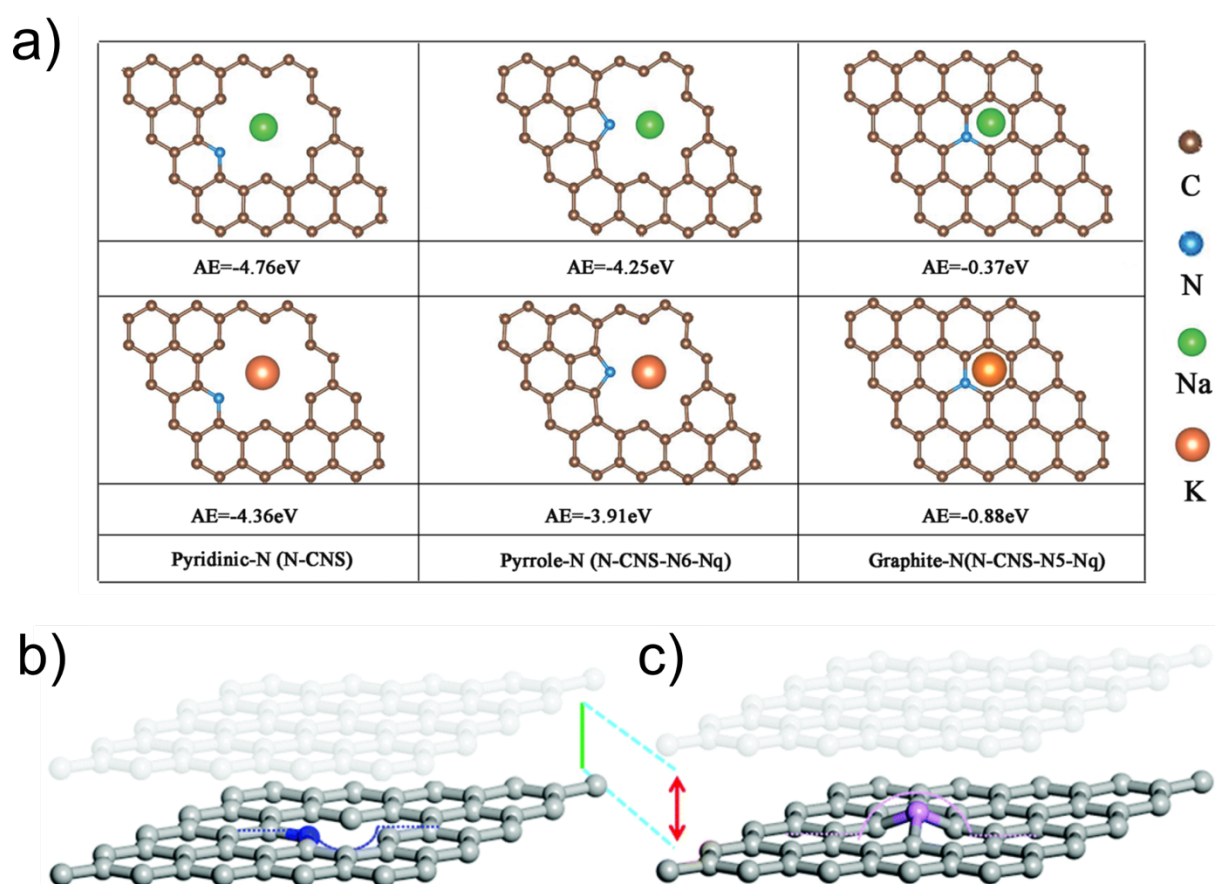 a)
AE=-4.76eV
AE=-4.25eV
AE=-0.37eV
AE=-4.36eV
AE=-3.91eV
AE=-0.88eV
Pyridinic-N (N-CNS)
Pyrrole-N (N-CNS-N6-Nq)
Graphite-N(N-CNS-N5-Nq)
C
N
Na
K
b)
c)